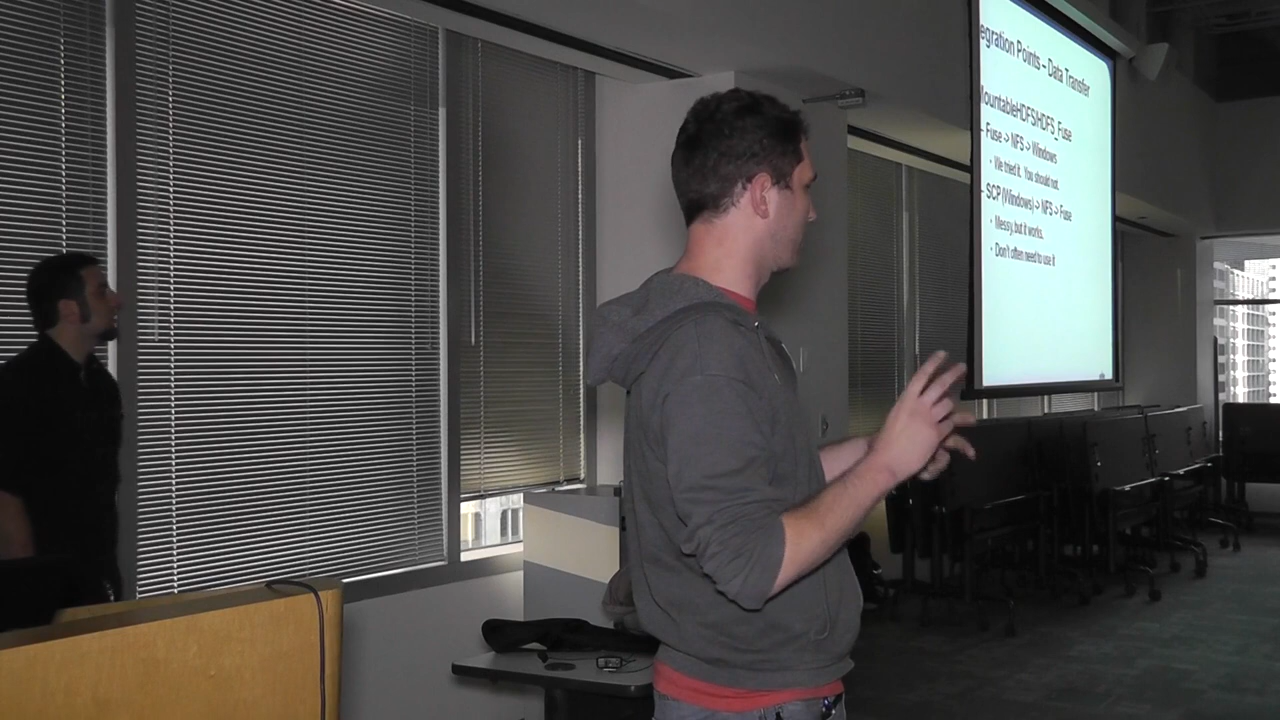 egration Points – Data Transfer
MountableHDFS/HDFS_Fuse
- Fuse -> NFS -> Windows
• We tried it. You should not.
- SCP (Windows) -> NFS -> Fuse
• Messy, but it works.
• Don't often need to use it